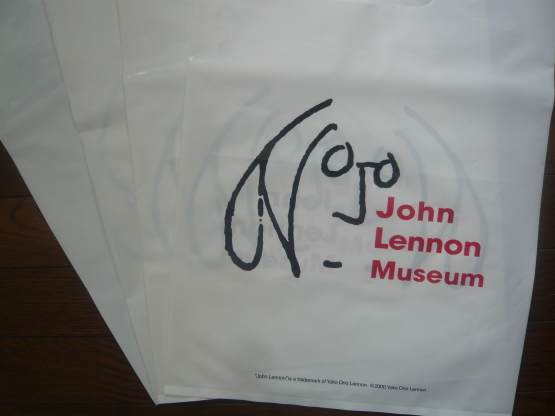 John
Lennon
Museum
"John Lennon" is a trademark of Yoko Ono Lennon. ©2000 Yoko Ono Lennon